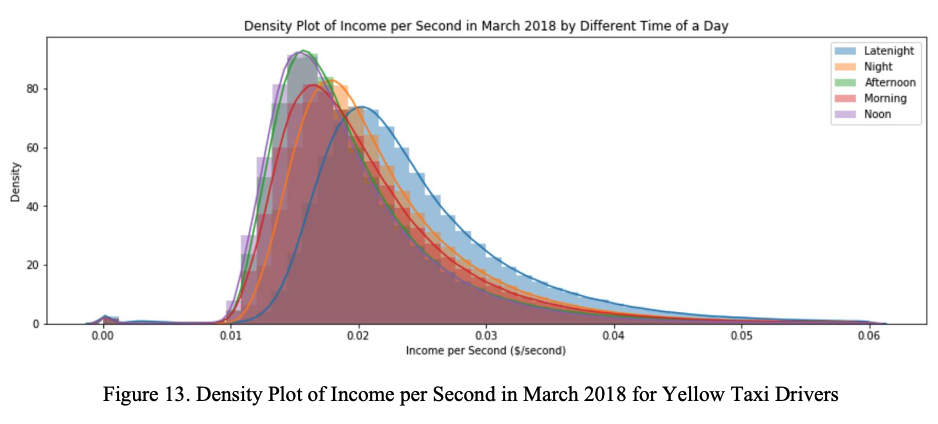 Density Plot of Income per Second in March 2018 by Different Time of a Day
Latenight
Night
Afternoon
Morning
Noon
80
60
40
20
0
Density
0.00 0.01 0.02 0.03 0.04 0.05 0.06
Income per Second ($/second)
Figure 13. Density Plot of Income per Second in March 2018 for Yellow Taxi Drivers